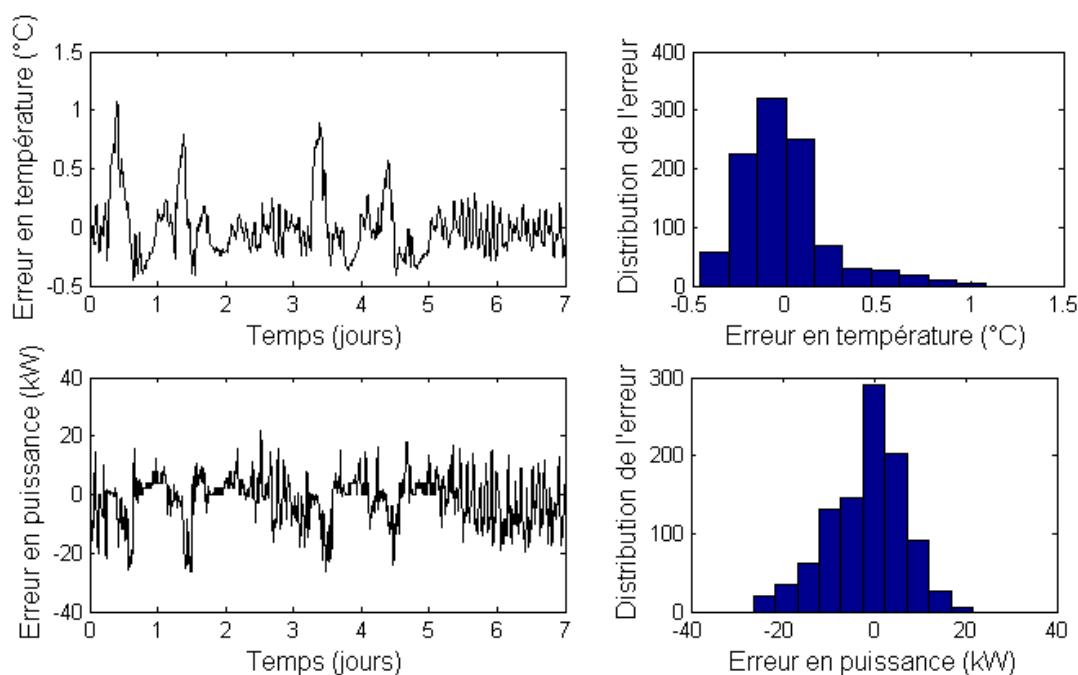 Erreur en température (°C)
1.5
1
0.5
0
-0.5
0 1 2 3 4 5 6 7
Temps (jours)
Distribution de l'erreur
400
300
200
100
0
-0.5 0 0.5 1 1.5
Erreur en température (°C)
Erreur en puissance (kW)
40
20
0
-20
-40
0 1 2 3 4 5 6 7
Temps (jours)
Distribution de l'erreur
300
200
100
0
-40 -20 0 20 40
Erreur en puissance (kW)